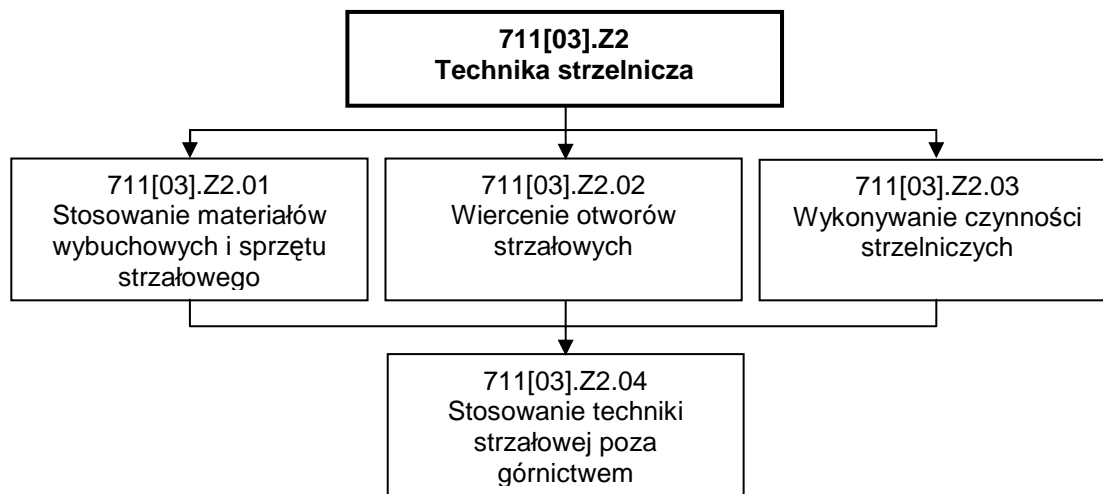 711[03].Z2
Technika strzelnicza
711[03].Z2.01
Stosowanie materiałów
wybuchowych i sprzętu
strzałowego
711[03].Z2.02
Wiercenie otworów
strzałowych
711[03].Z2.03
Wykonywanie czynności
strzelniczych
711[03].Z2.04
Stosowanie techniki
strzałowej poza
górnictwem